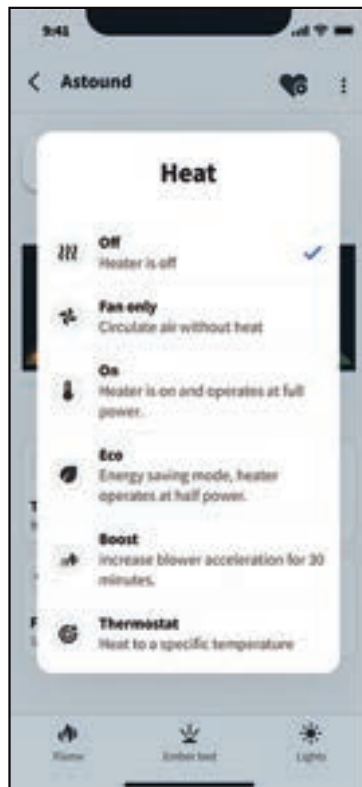 9:41
Astound
Heat
Off
Heater is off
Fan only
Circulate air without heat
On
Heater is on and operates at full
power.
Eco
Energy saving mode, heater
operates at half power.
Boost
increase blower acceleration for 30
minutes.
Thermostat
Heat to a specific temperature
T
F
Flame
Ember bed
Lights